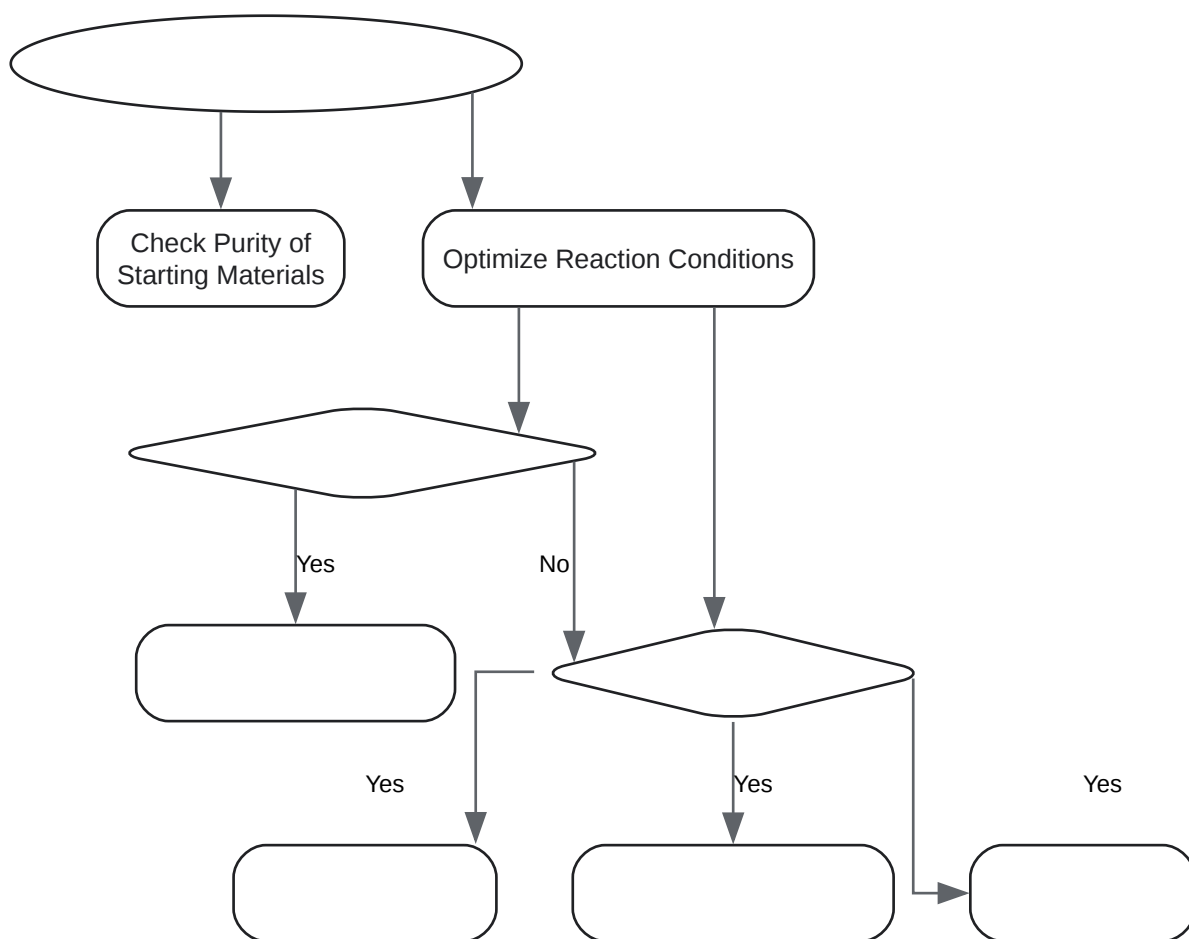 Check Purity of
Starting Materials
Optimize Reaction Conditions
Yes
No
Yes
Yes
Yes